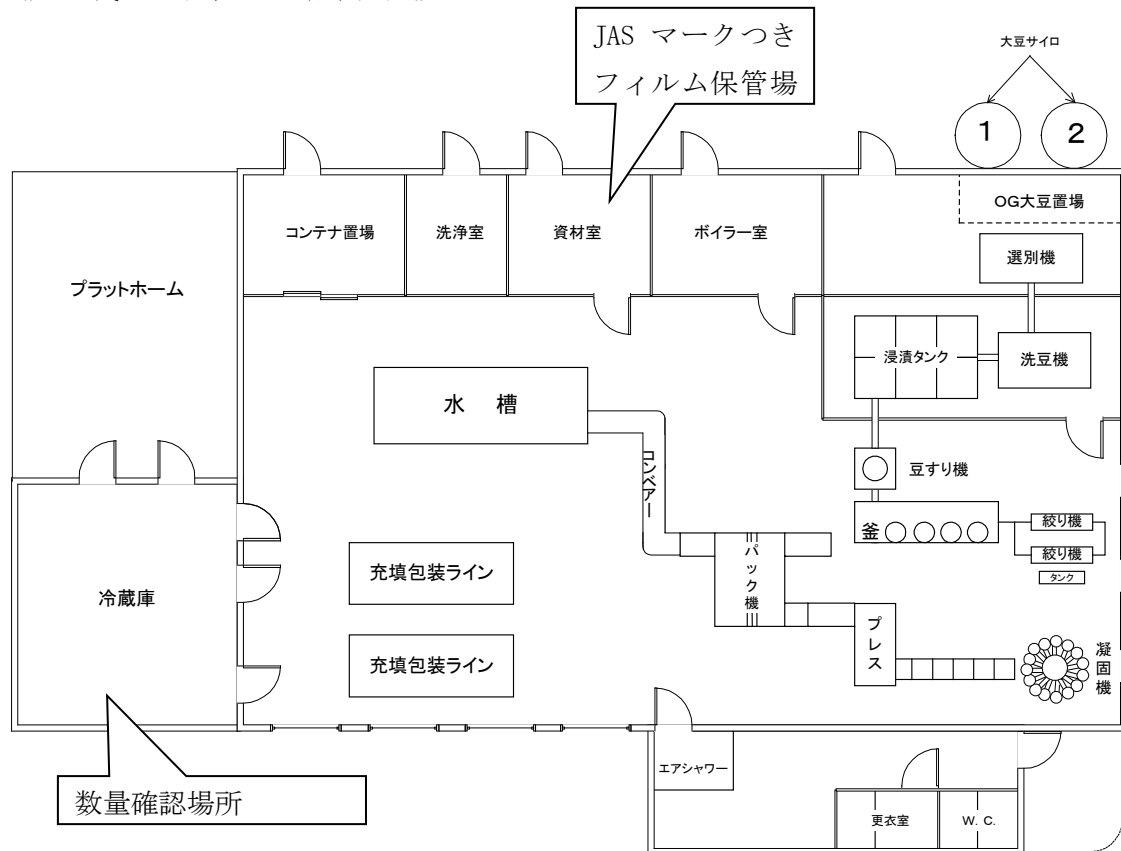 JAS マークつき
フィルム保管場
大豆サイロ
1
2
OG大豆置場
コンテナ置場
洗浄室
資材室
ボイラー室
選別機
プラットホーム
浸漬タンク
洗豆機
水 槽
コンベアー
豆すり機
釜
絞り機
絞り機
タンク
パック機
充填包装ライン
冷蔵庫
プレス
凝固機
充填包装ライン
エアシャワー
数量確認場所
更衣室
W. C.